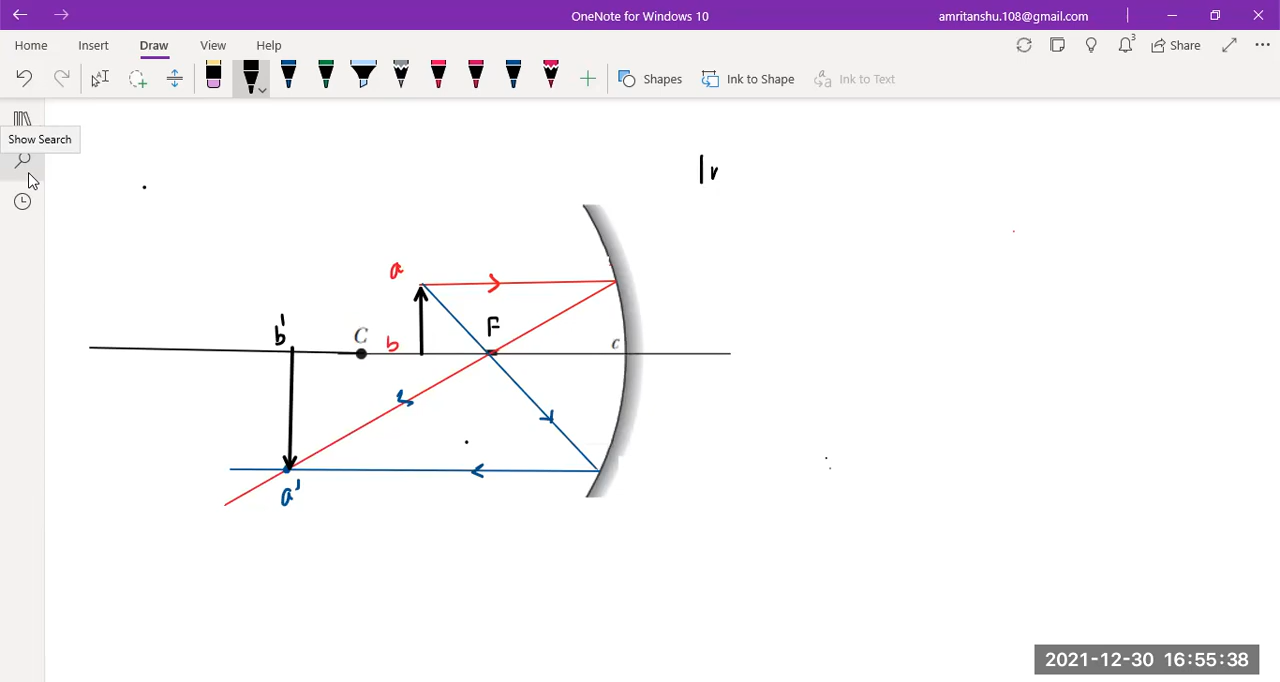 OneNote for Windows 10
amritanshu.108@gmail.com
Home Insert Draw View Help
3
Share
Shapes
Ink to Shape
Ink to Text
Show Search
a
F
b'
C
b
c
a'
2021-12-30 16:55:38